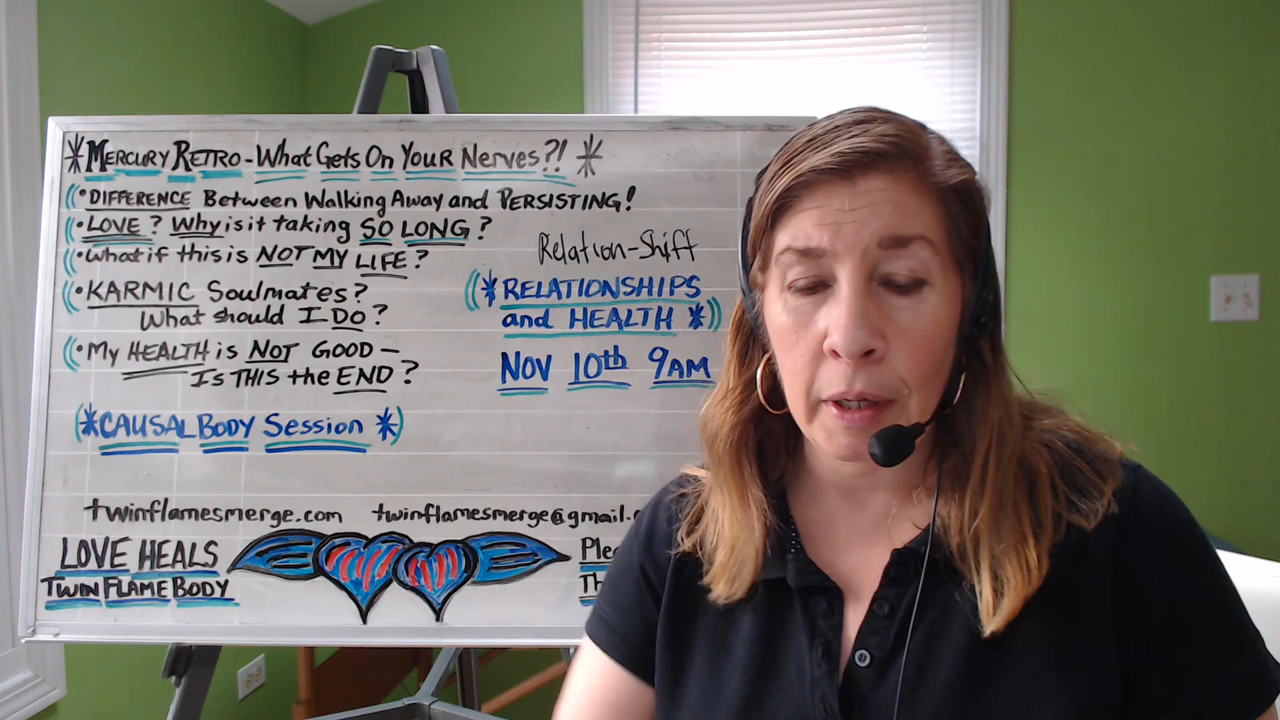 *MERCURY RETRO-What Gets On Your Nerves?! *
((• DIFFERENCE Between Walking Away and PERSISTING!
((• LOVE? Why is it taking SO LONG?
((• What if this is NOT MY LIFE?
((• KARMIC Soulmates?
What should I DO?
((• My HEALTH is NOT GOOD—
Is THIS the END?
(*CAUSAL BODY Session *)
Relation-Shift
((*RELATIONSHIPS
and HEALTH *))
Nov 10th 9AM
twinflamesmerge.com twinflamesmerge@gmail.
LOVE HEALS
TWIN FLAME BODY